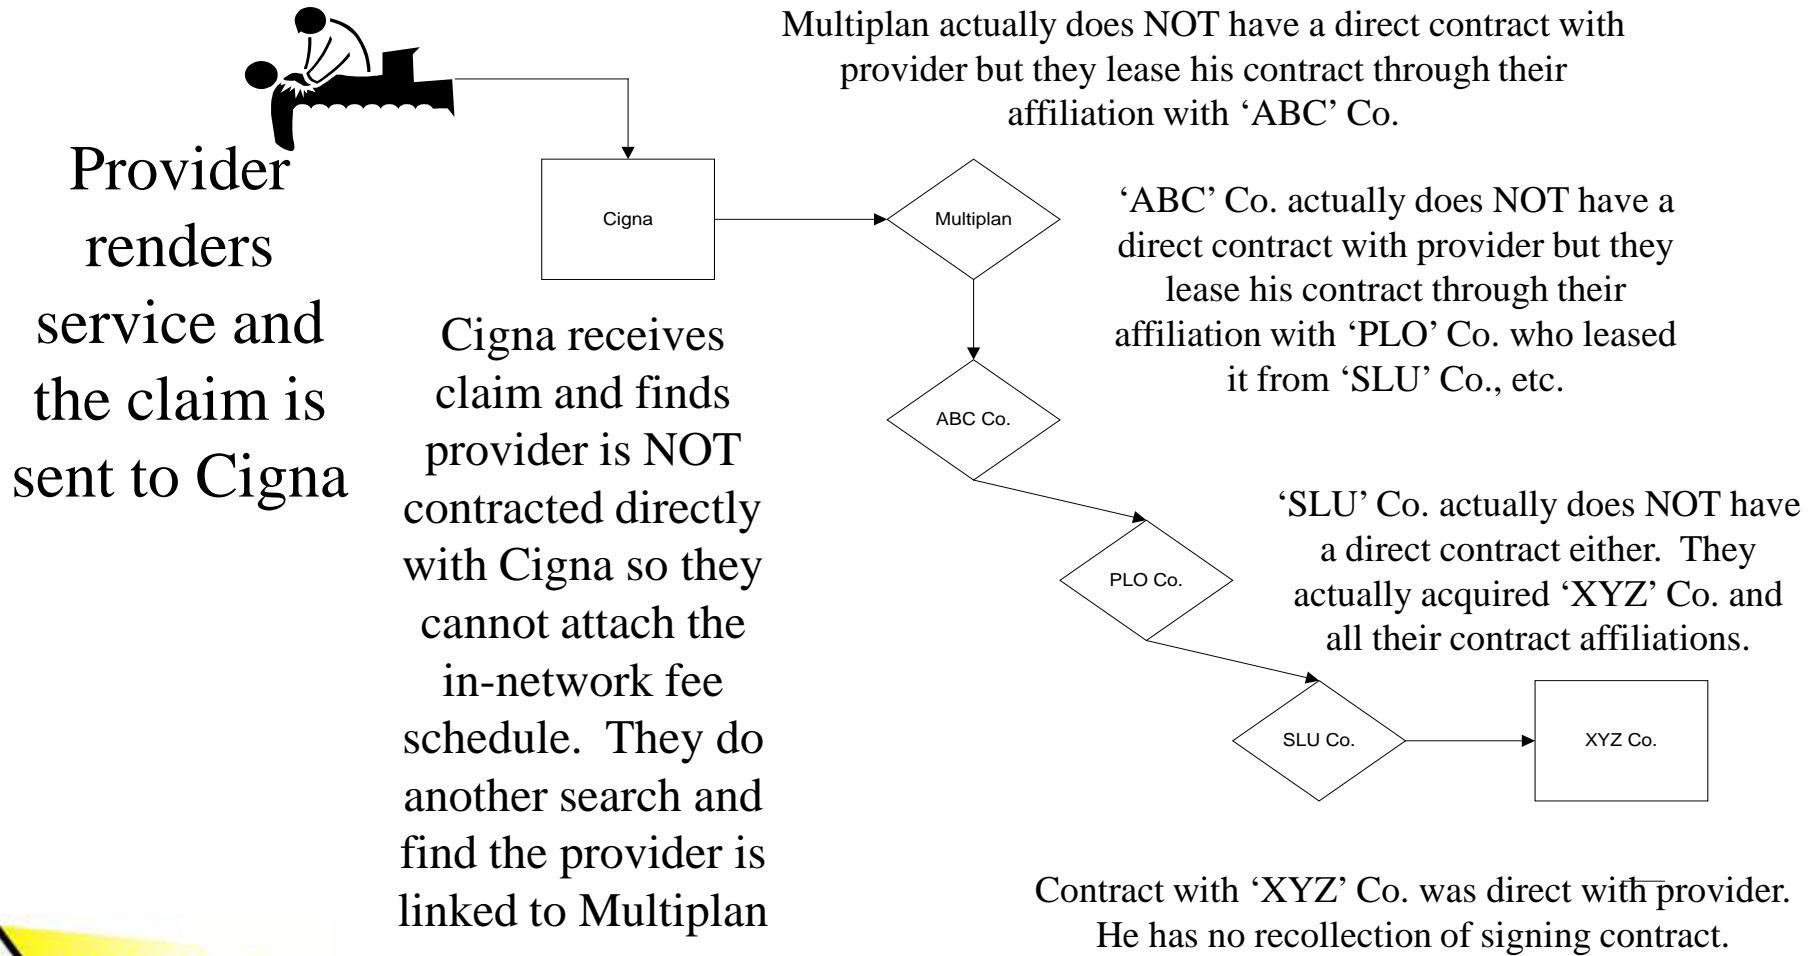 Multiplan actually does NOT have a direct contract with
provider but they lease his contract through their
affiliation with ‘ABC’ Co.
Provider
renders
service and
the claim is
sent to Cigna
Cigna
Multiplan
‘ABC’ Co. actually does NOT have a
direct contract with provider but they
lease his contract through their
affiliation with ‘PLO’ Co. who leased
it from ‘SLU’ Co., etc.
Cigna receives
claim and finds
provider is NOT
contracted directly
with Cigna so they
cannot attach the
in-network fee
schedule.  They do
another search and
find the provider is
linked to Multiplan
ABC Co.
PLO Co.
‘SLU’ Co. actually does NOT have
a direct contract either.  They
actually acquired ‘XYZ’ Co. and
all their contract affiliations.
SLU Co.
XYZ Co.
Contract with ‘XYZ’ Co. was direct with provider.
He has no recollection of signing contract.